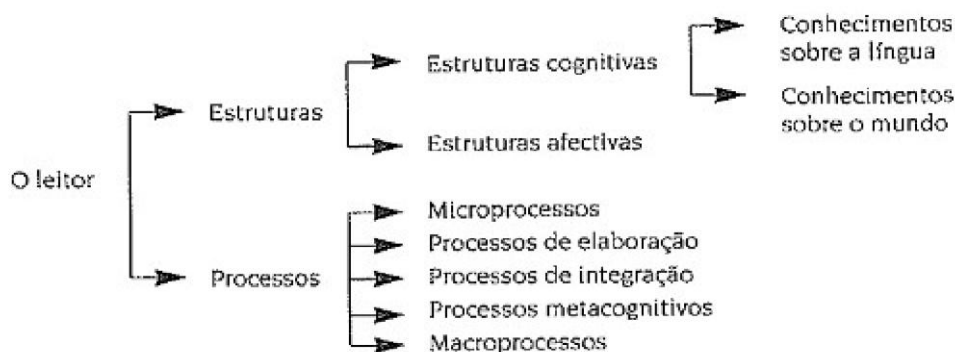 Conhecimentos
sobre a língua
Estruturas cognitivas
Conhecimentos
sobre o mundo
Estruturas
Estruturas afectivas
O leitor
Microprocessos
Processos de elaboração
Processos
Processos de integração
Processos metacognitivos
Macroprocessos